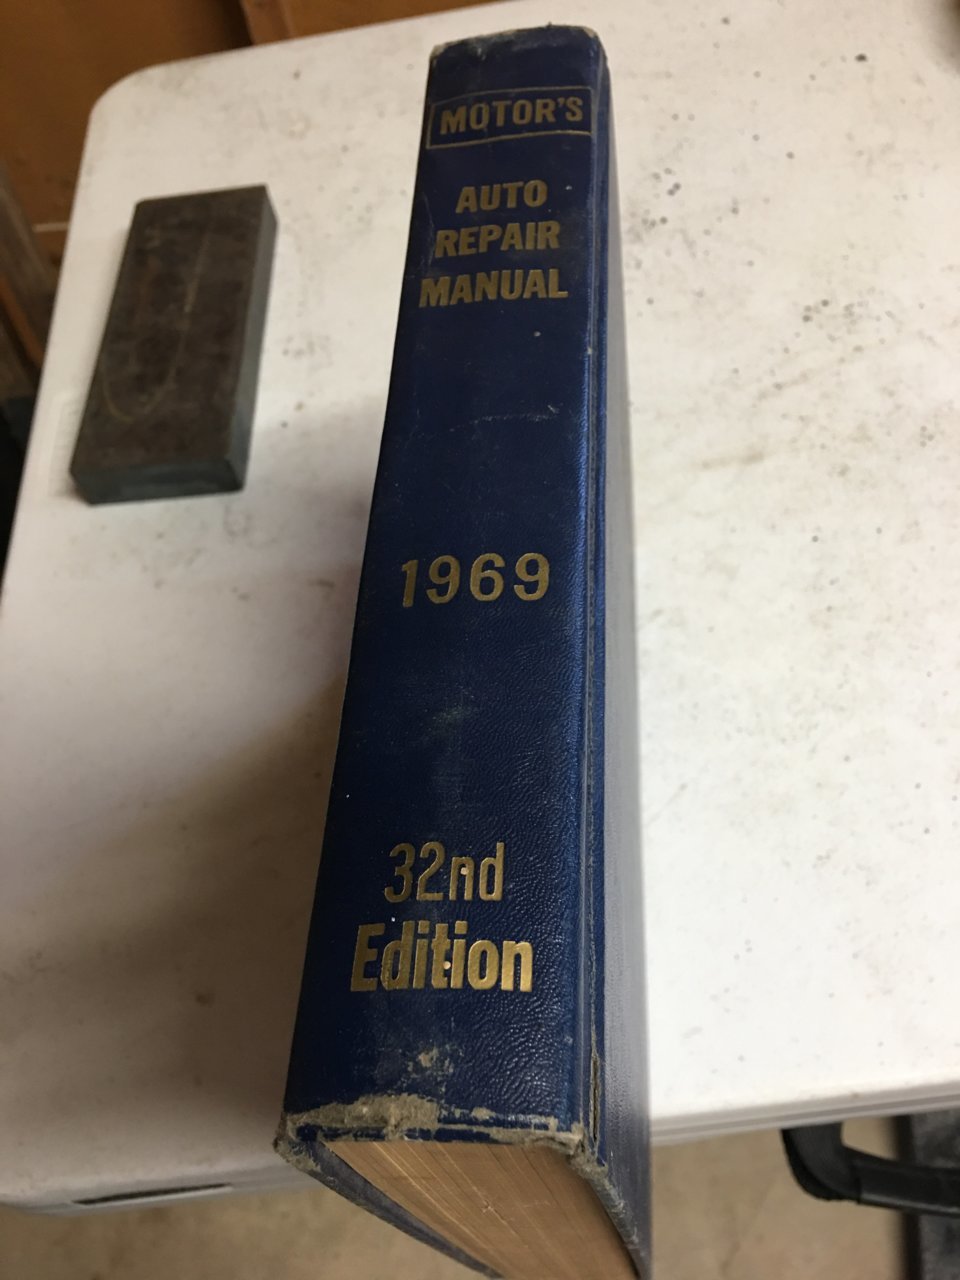 MOTOR'S
AUTO
REPAIR
MANUAL
1969
32nd
Edition